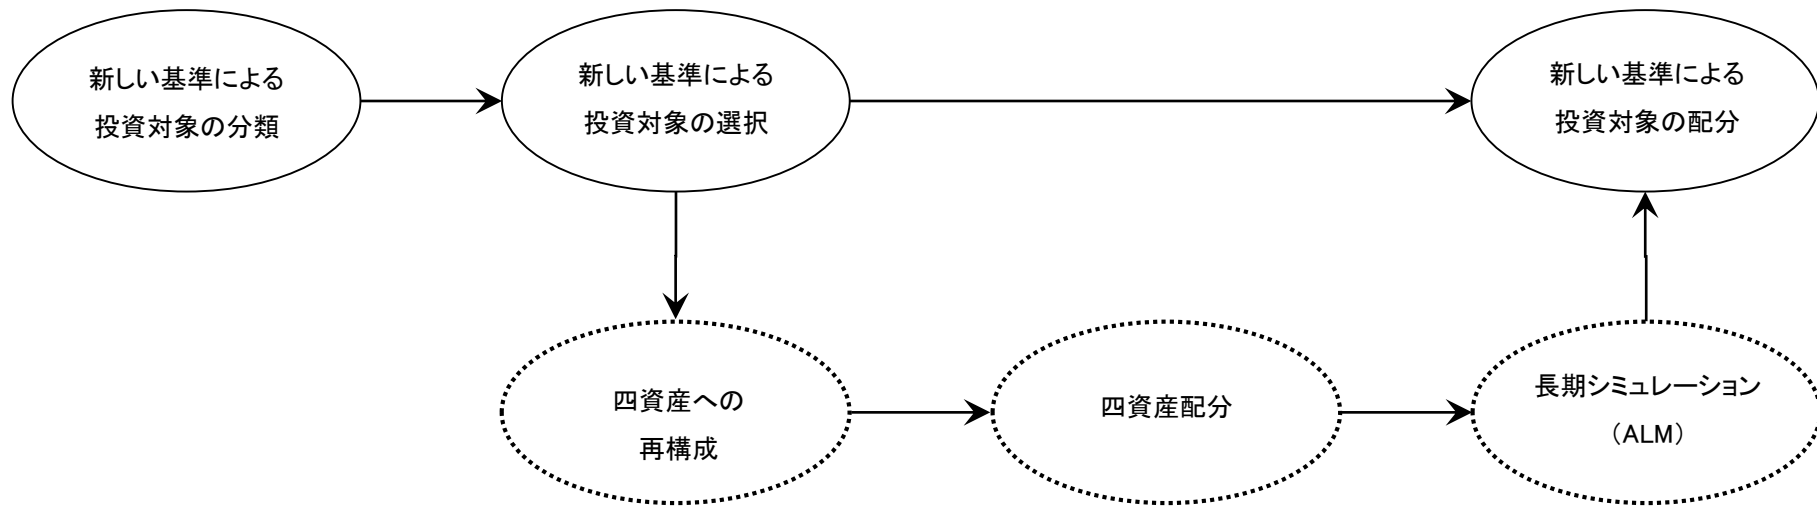 新しい基準による
投資対象の分類
新しい基準による
投資対象の選択
新しい基準による
投資対象の配分
四資産への
再構成
四資産配分
長期シミュレーション
（ALM）